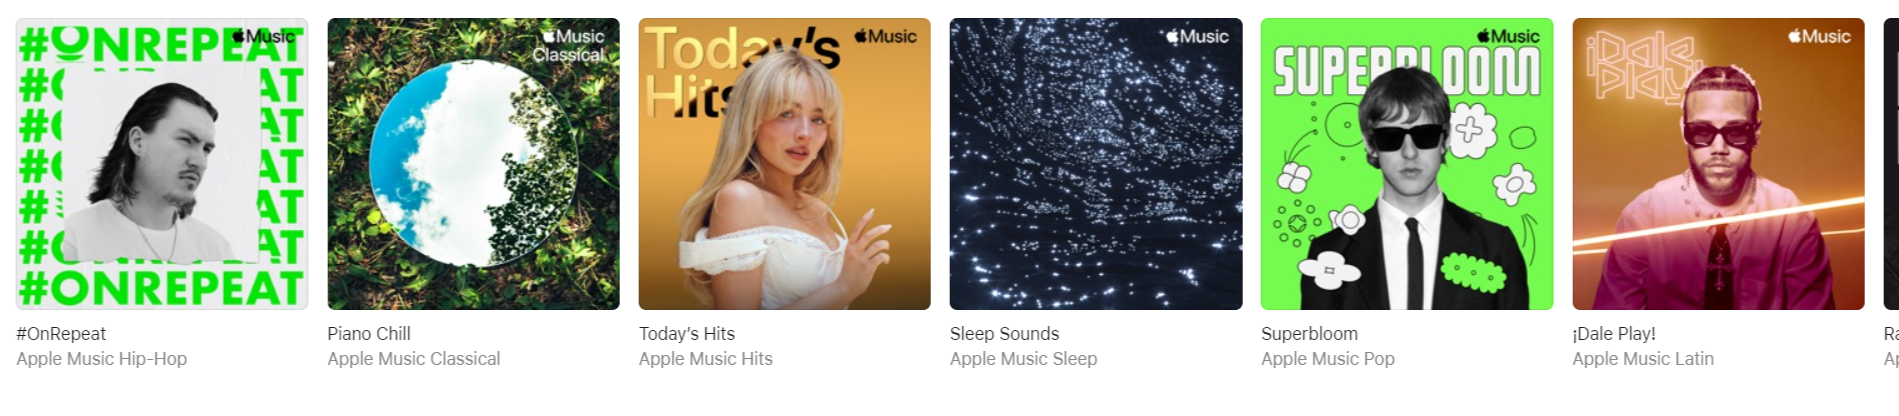 #ONREPEAT
Music
#ONREPEAT
Music
Classical
Today's
Hits
Music
Music
SUPERBLOOM
Music
¡Dale
Play!
Music
#OnRepeat
Apple Music Hip-Hop
Piano Chill
Apple Music Classical
Today's Hits
Apple Music Hits
Sleep Sounds
Apple Music Sleep
Superbloom
Apple Music Pop
¡Dale Play!
Apple Music Latin